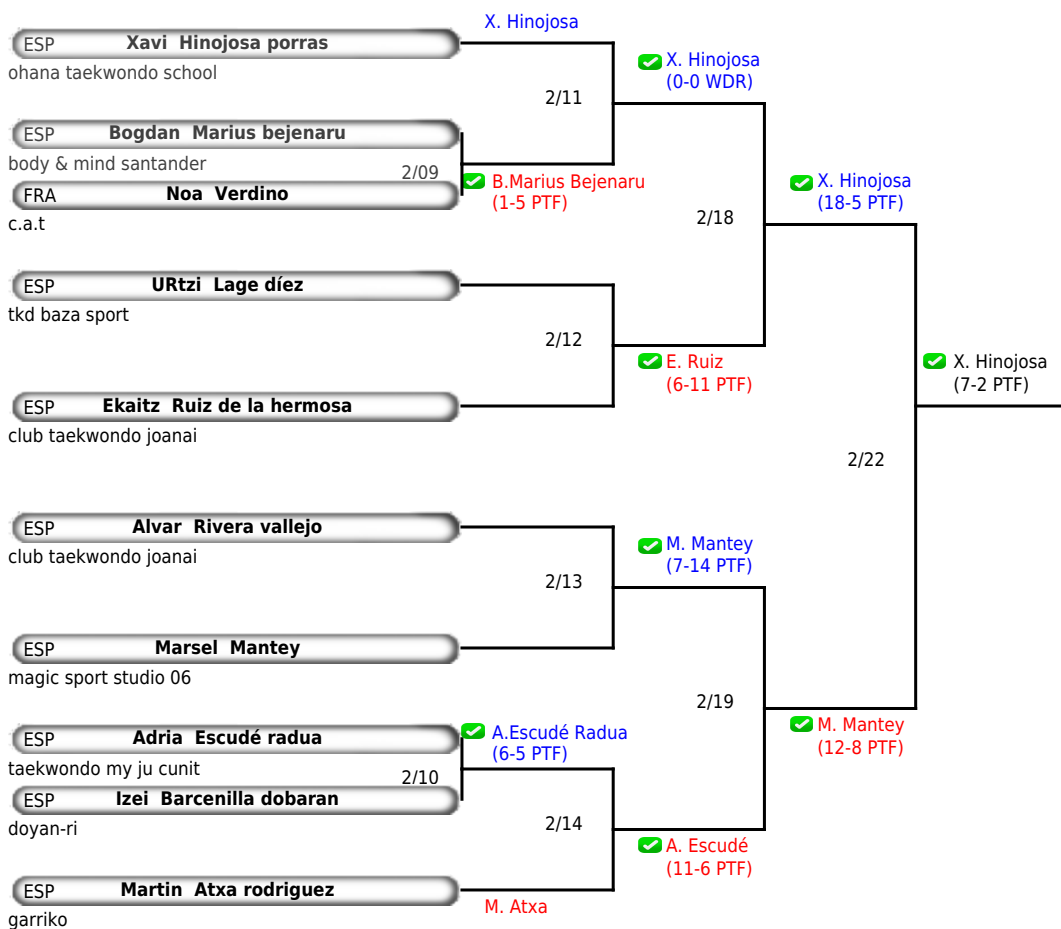 X. Hinojosa
ESP Xavi Hinojosa porras
ohana taekwondo school
X. Hinojosa
(0-0 WDR)
2/11
ESP Bogdan Marius bejenaru
body & mind santander
2/09
B.Marius Bejenaru
(1-5 PTF)
FRA Noa Verdino
c.a.t
X. Hinojosa
(18-5 PTF)
2/18
ESP URtzi Lage díez
tkd baza sport
2/12
E. Ruiz
(6-11 PTF)
X. Hinojosa
(7-2 PTF)
ESP Ekaitz Ruiz de la hermosa
club taekwondo joanai
2/22
ESP Alvar Rivera vallejo
club taekwondo joanai
M. Mantey
(7-14 PTF)
2/13
ESP Marsel Mantey
magic sport studio 06
2/19
M. Mantey
(12-8 PTF)
ESP Adria Escudé radua
taekwondo my ju cunit
A.Escudé Radua
(6-5 PTF)
2/10
ESP Izei Barcenilla dobaran
doyan-ri
2/14
A. Escudé
(11-6 PTF)
ESP Martin Atxa rodriguez
garriko
M. Atxa